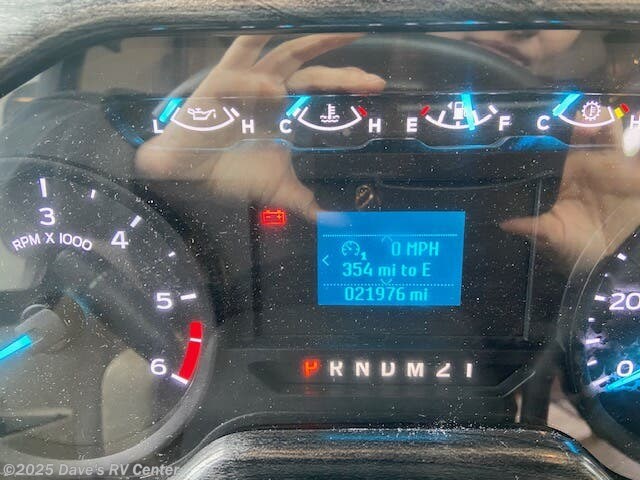 L H C H E F C H
3
4
RPM X 1000
5
6
0 MPH
1
354 mi to E
021976 mi
20
0
P R N D M 2 1
©2025 Dave's RV Center